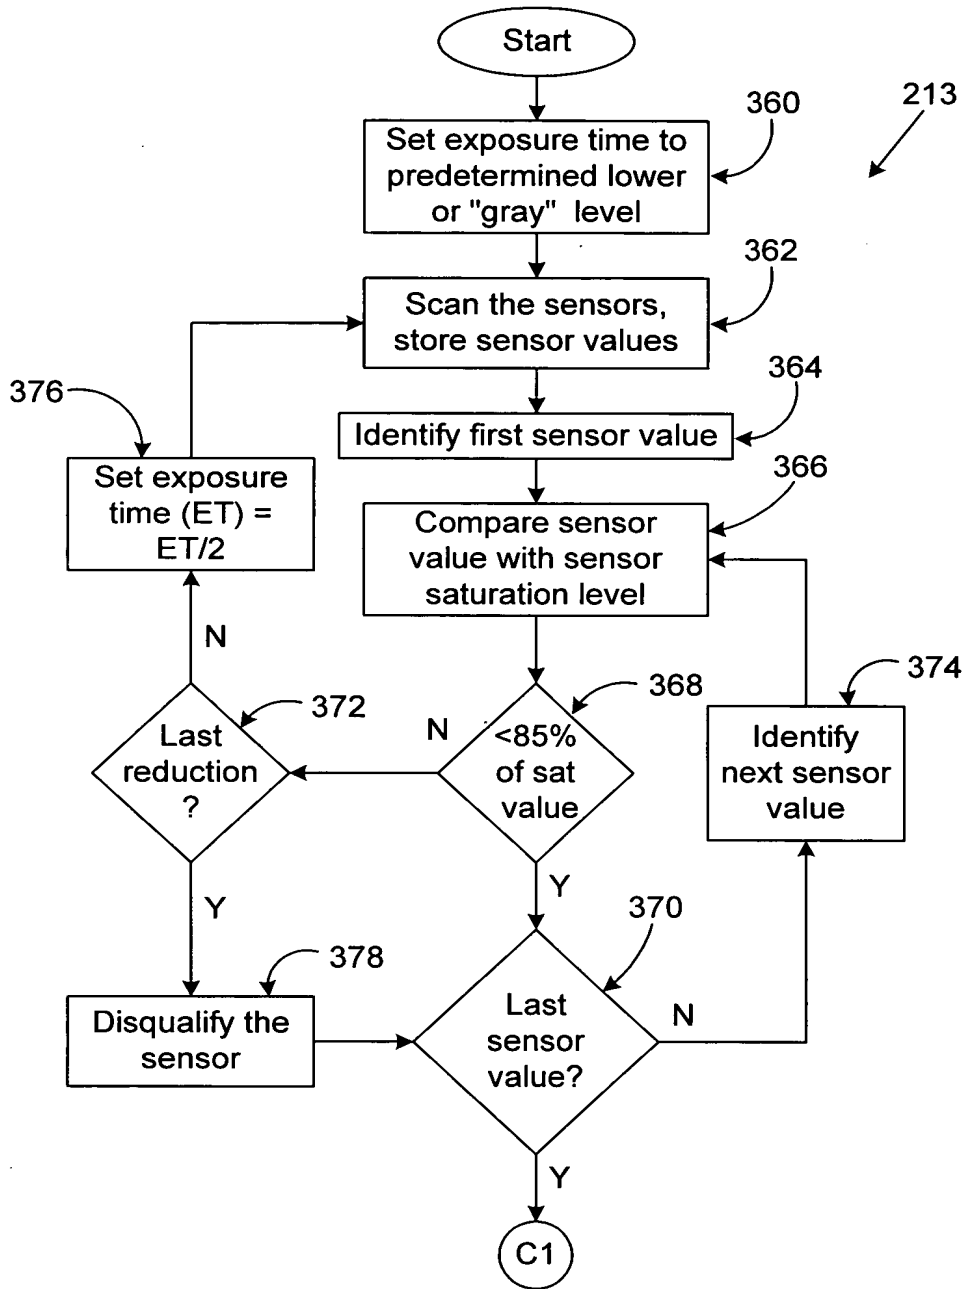 Start
213
360
Set exposure time to
predetermined lower
or "gray" level
362
Scan the sensors,
store sensor values
364
Identify first sensor value
376
Set exposure
time (ET) =
ET/2
366
Compare sensor
value with sensor
saturation level
N
374
Identify
next sensor
value
368
<85%
of sat
value
N
372
Last
reduction
?
Y
Y
370
Last
sensor
value?
N
378
Disqualify the
sensor
Y
C1